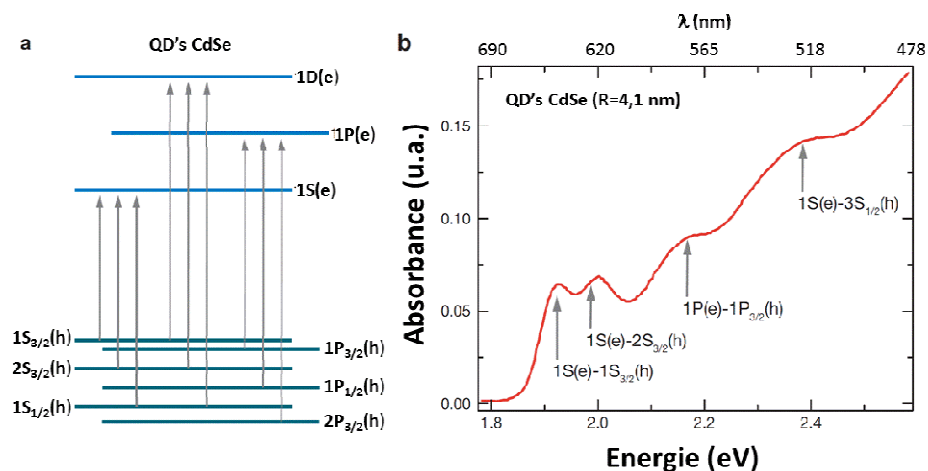 a
QD's CdSe
1D(e)
1P(e)
1S(e)
1S3/2(h)
1P3/2(h)
2S3/2(h)
1P1/2(h)
1S1/2(h)
2P3/2(h)
b
λ (nm)
690 620 565 518 478
QD's CdSe (R=4,1 nm)
0.15
0.10
0.05
0.00
Absorbance (u.a.)
1S(e)-3S1/2(h)
1P(e)-1P3/2(h)
1S(e)-2S3/2(h)
1S(e)-1S3/2(h)
1.8 2.0 2.2 2.4
Energie (eV)